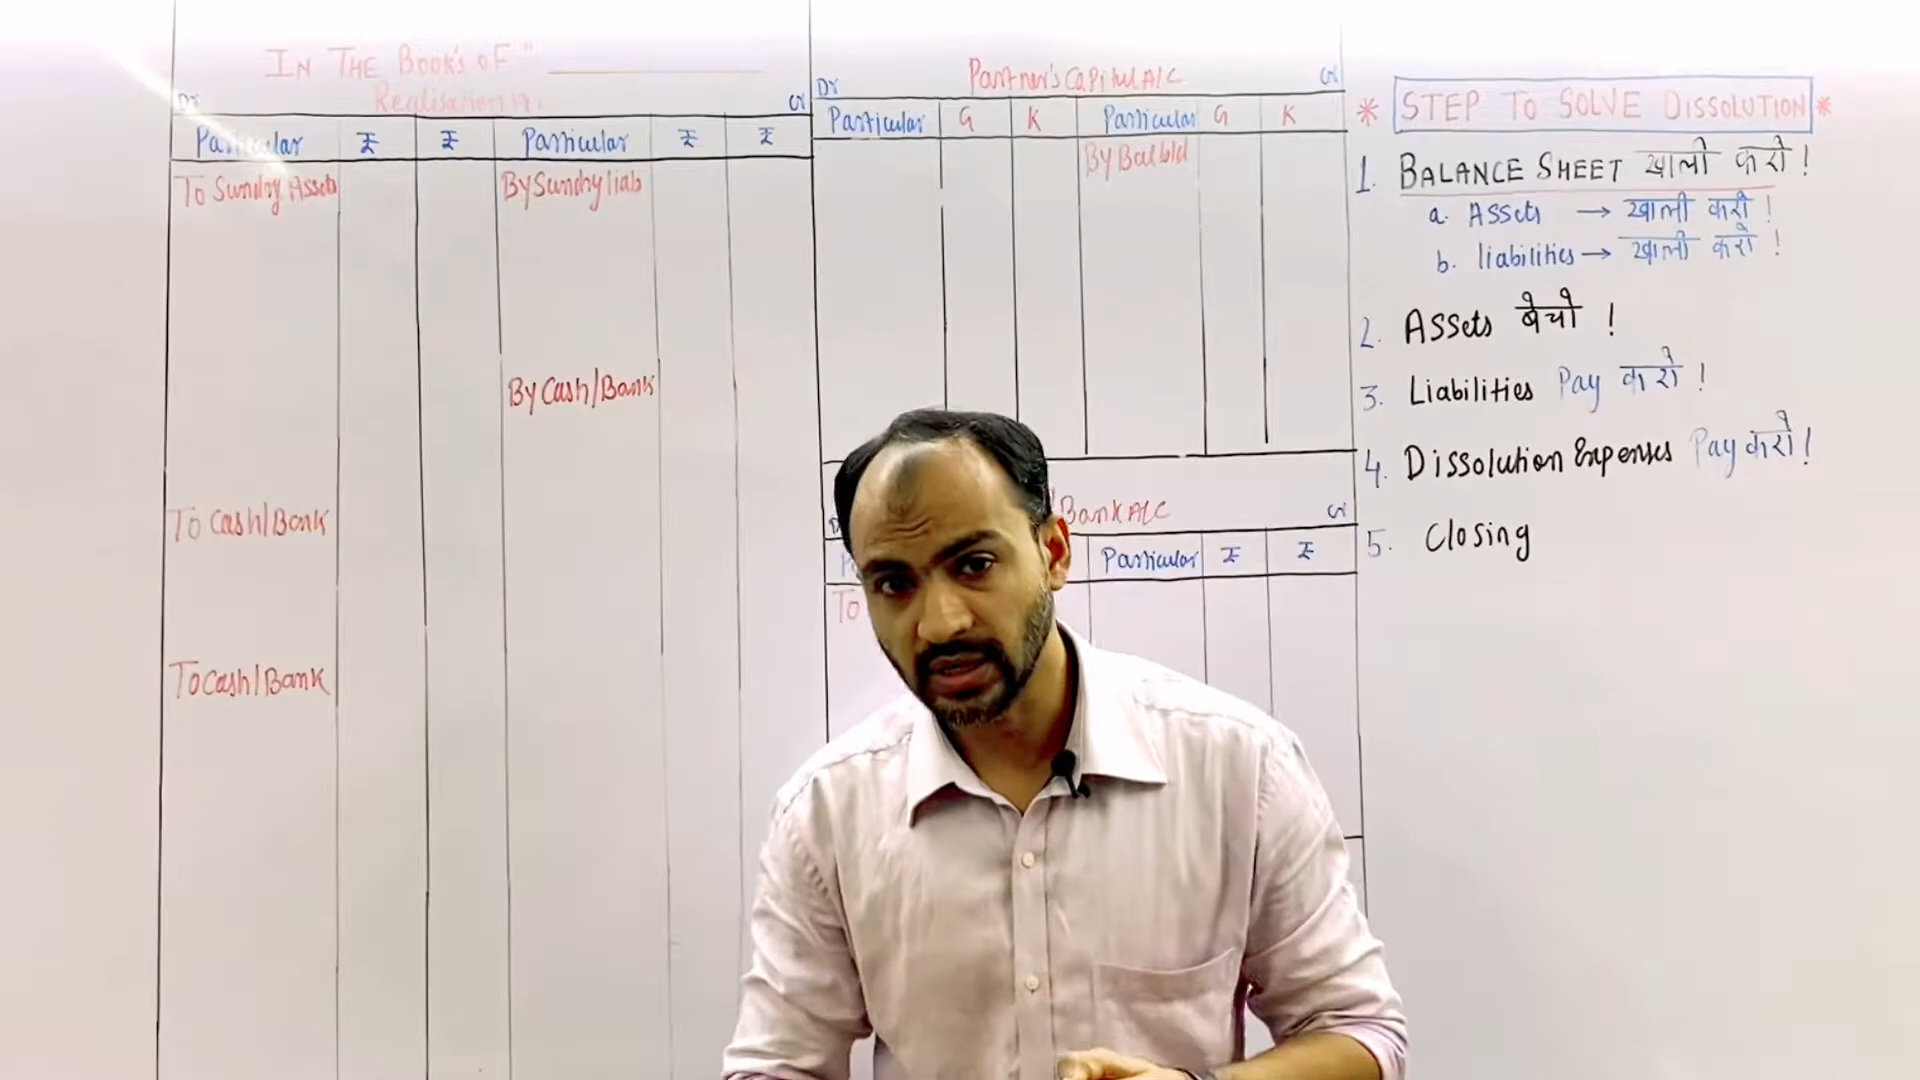 IN THE BOOK'S OF "
Realisation
Dr Cr
Particular ₹ ₹ Particular ₹ ₹
To Sundry Assets By Sundry liab
By Cash/Bank
To Cash/Bank
To Cash/Bank
Partner's Capital A/C
Dr Cr
Particular G K Particular G K
By Bal b/d
Bank A/C
Cr
Particular ₹ ₹
To
* STEP TO SOLVE DISSOLUTION *
1. BALANCE SHEET खाली करो !
a. Assets → खाली करो !
b. liabilities → खाली करो !
2. Assets बेचो !
3. Liabilities Pay करो !
4. Dissolution Expenses Pay करो !
5. Closing